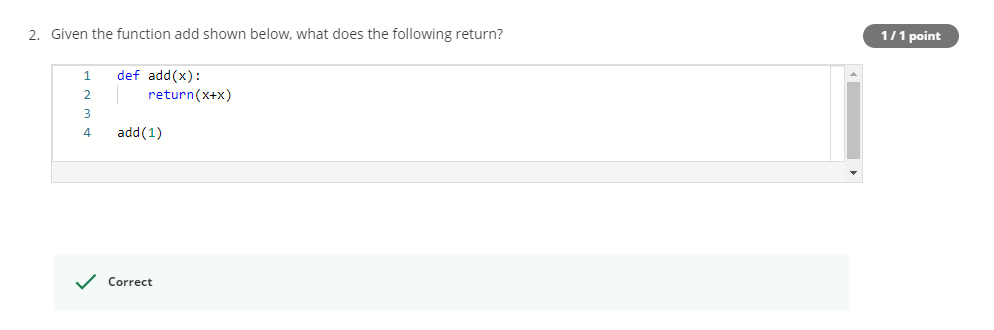 2. Given the function add shown below, what does the following return?
1 / 1 point
1 def add(x):
2 return(x+x)
3
4 add(1)
Correct